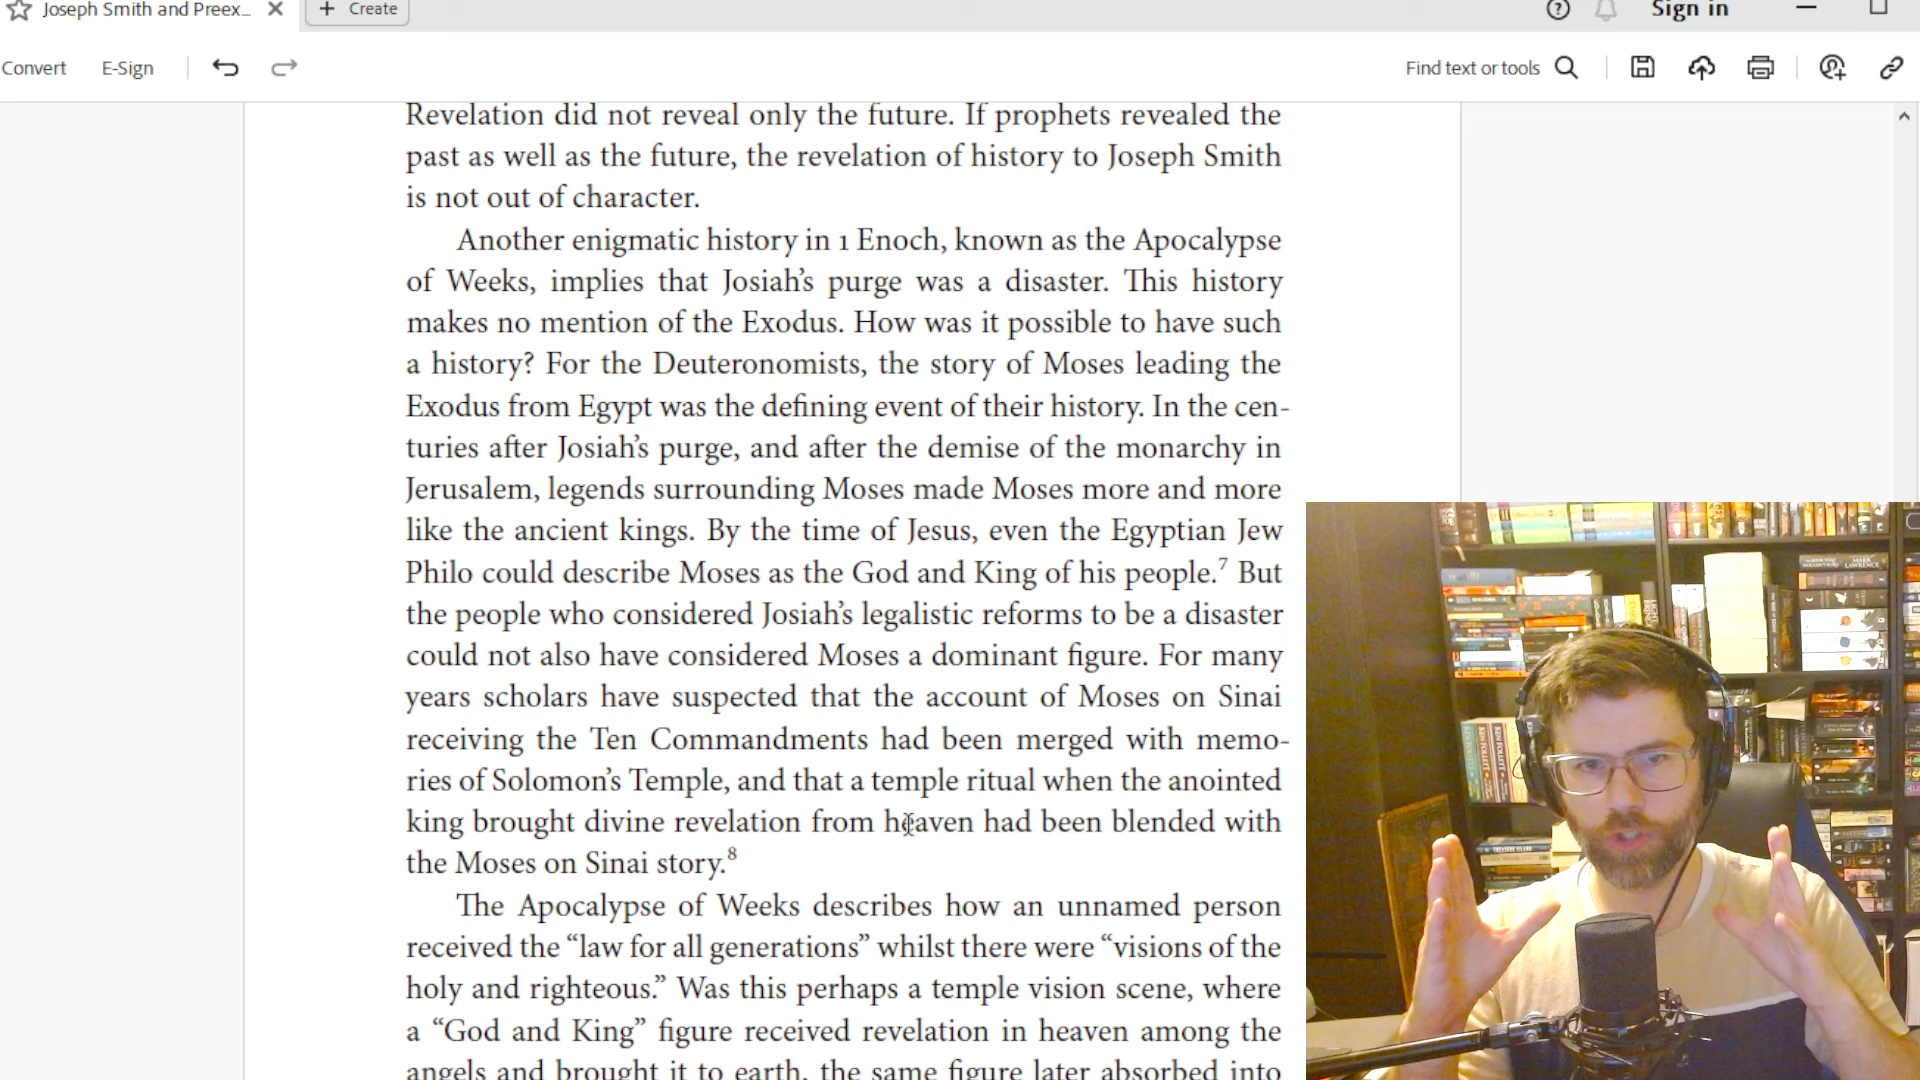 Joseph Smith and Preex...
Create
Sign in
Convert
E-Sign
Find text or tools
Revelation did not reveal only the future. If prophets revealed the
past as well as the future, the revelation of history to Joseph Smith
is not out of character.
Another enigmatic history in 1 Enoch, known as the Apocalypse
of Weeks, implies that Josiah’s purge was a disaster. This history
makes no mention of the Exodus. How was it possible to have such
a history? For the Deuteronomists, the story of Moses leading the
Exodus from Egypt was the defining event of their history. In the cen-
turies after Josiah’s purge, and after the demise of the monarchy in
Jerusalem, legends surrounding Moses made Moses more and more
like the ancient kings. By the time of Jesus, even the Egyptian Jew
Philo could describe Moses as the God and King of his people.7 But
the people who considered Josiah’s legalistic reforms to be a disaster
could not also have considered Moses a dominant figure. For many
years scholars have suspected that the account of Moses on Sinai
receiving the Ten Commandments had been merged with memo-
ries of Solomon’s Temple, and that a temple ritual when the anointed
king brought divine revelation from heaven had been blended with
the Moses on Sinai story.8
The Apocalypse of Weeks describes how an unnamed person
received the “law for all generations” whilst there were “visions of the
holy and righteous.” Was this perhaps a temple vision scene, where
a “God and King” figure received revelation in heaven among the
angels and brought it to earth, the same figure later absorbed into
MARK
LAWRENCE
TREASURE ISLAND